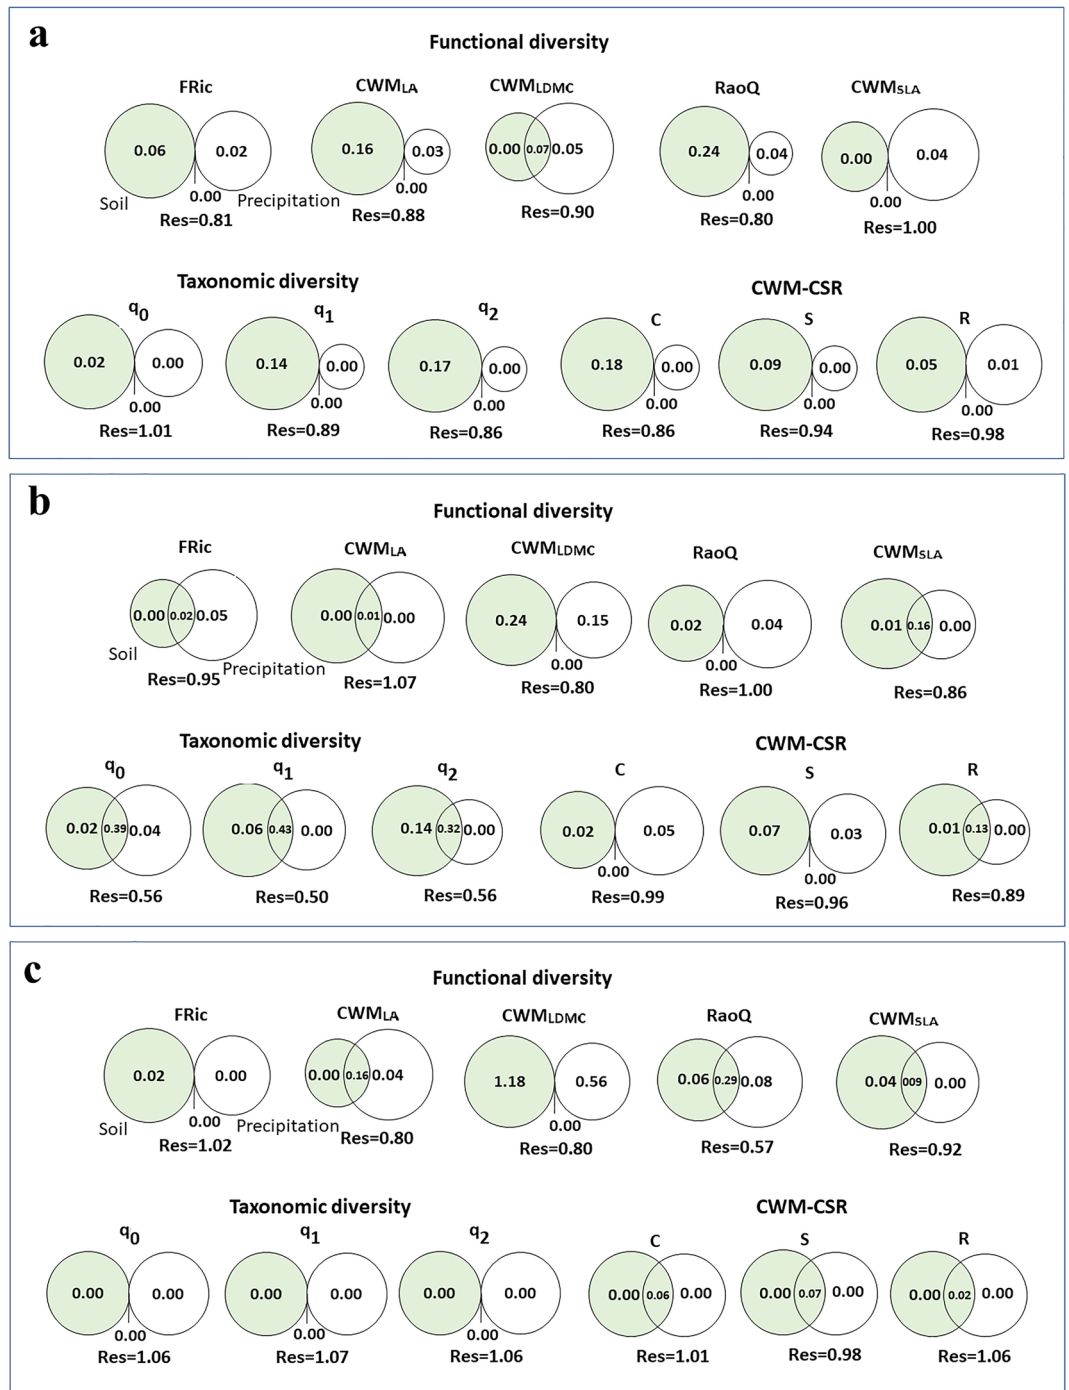 a
Functional diversity
FRic CWMLA CWMLDMC RaoQ CWMSLA
0.06 0.02 0.16 0.03 0.00 0.07 0.05 0.24 0.04 0.00 0.04
0.00 0.00 0.00 0.00
Soil Precipitation
Res=0.81 Res=0.88 Res=0.90 Res=0.80 Res=1.00
Taxonomic diversity CWM-CSR
q0 q1 q2 C S R
0.02 0.00 0.14 0.00 0.17 0.00 0.18 0.00 0.09 0.00 0.05 0.01
0.00 0.00 0.00 0.00 0.00 0.00
Res=1.01 Res=0.89 Res=0.86 Res=0.86 Res=0.94 Res=0.98
b
Functional diversity
FRic CWMLA CWMLDMC RaoQ CWMSLA
0.00 0.02 0.05 0.00 0.01 0.00 0.24 0.15 0.02 0.04 0.01 0.16 0.00
0.00 0.00
Soil Precipitation
Res=0.95 Res=1.07 Res=0.80 Res=1.00 Res=0.86
Taxonomic diversity CWM-CSR
q0 q1 q2 C S R
0.02 0.39 0.04 0.06 0.43 0.00 0.14 0.32 0.00 0.02 0.05 0.07 0.03 0.01 0.13 0.00
0.00 0.00
Res=0.56 Res=0.50 Res=0.56 Res=0.99 Res=0.96 Res=0.89
c
Functional diversity
FRic CWMLA CWMLDMC RaoQ CWMSLA
0.02 0.00 0.00 0.16 0.04 1.18 0.56 0.06 0.29 0.08 0.04 009 0.00
0.00 0.00
Soil Precipitation
Res=1.02 Res=0.80 Res=0.80 Res=0.57 Res=0.92
Taxonomic diversity CWM-CSR
q0 q1 q2 C S R
0.00 0.00 0.00 0.00 0.00 0.00 0.00 0.06 0.00 0.00 0.07 0.00 0.00 0.02 0.00
0.00 0.00 0.00
Res=1.06 Res=1.07 Res=1.06 Res=1.01 Res=0.98 Res=1.06